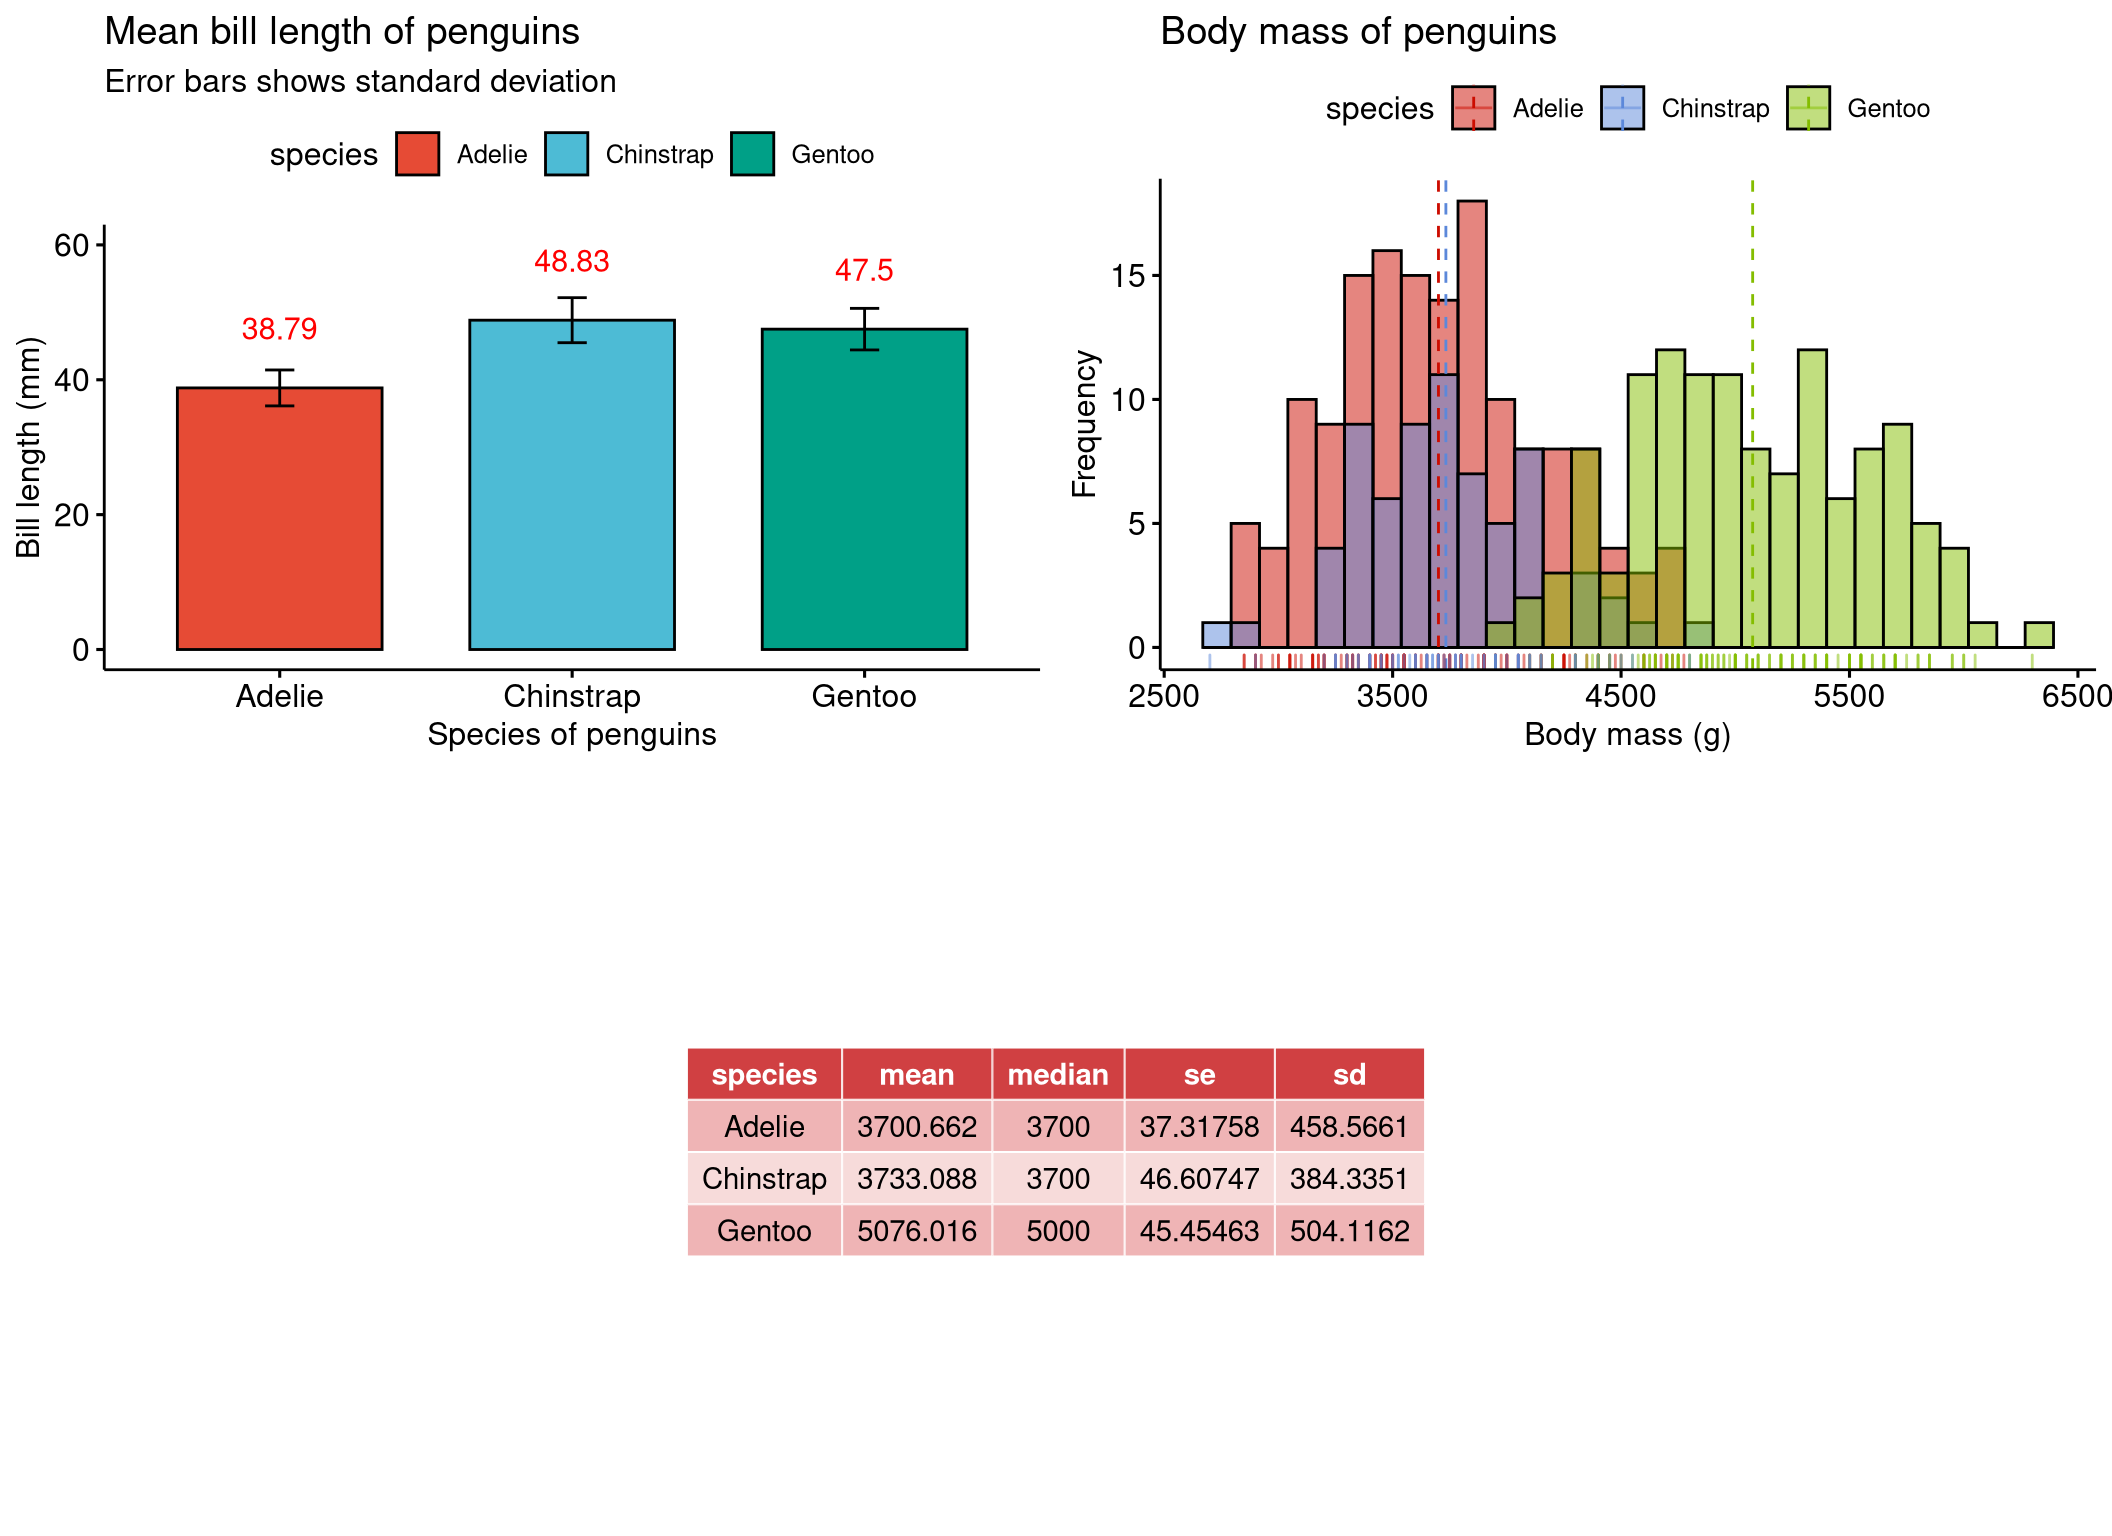 Mean bill length of penguins
Error bars shows standard deviation
species Adelie Chinstrap Gentoo
60
40
20
0
Bill length (mm)
38.79
48.83
47.5
Adelie Chinstrap Gentoo
Species of penguins
Body mass of penguins
species Adelie Chinstrap Gentoo
15
10
5
0
Frequency
2500 3500 4500 5500 6500
Body mass (g)
species mean median se sd
Adelie 3700.662 3700 37.31758 458.5661
Chinstrap 3733.088 3700 46.60747 384.3351
Gentoo 5076.016 5000 45.45463 504.1162